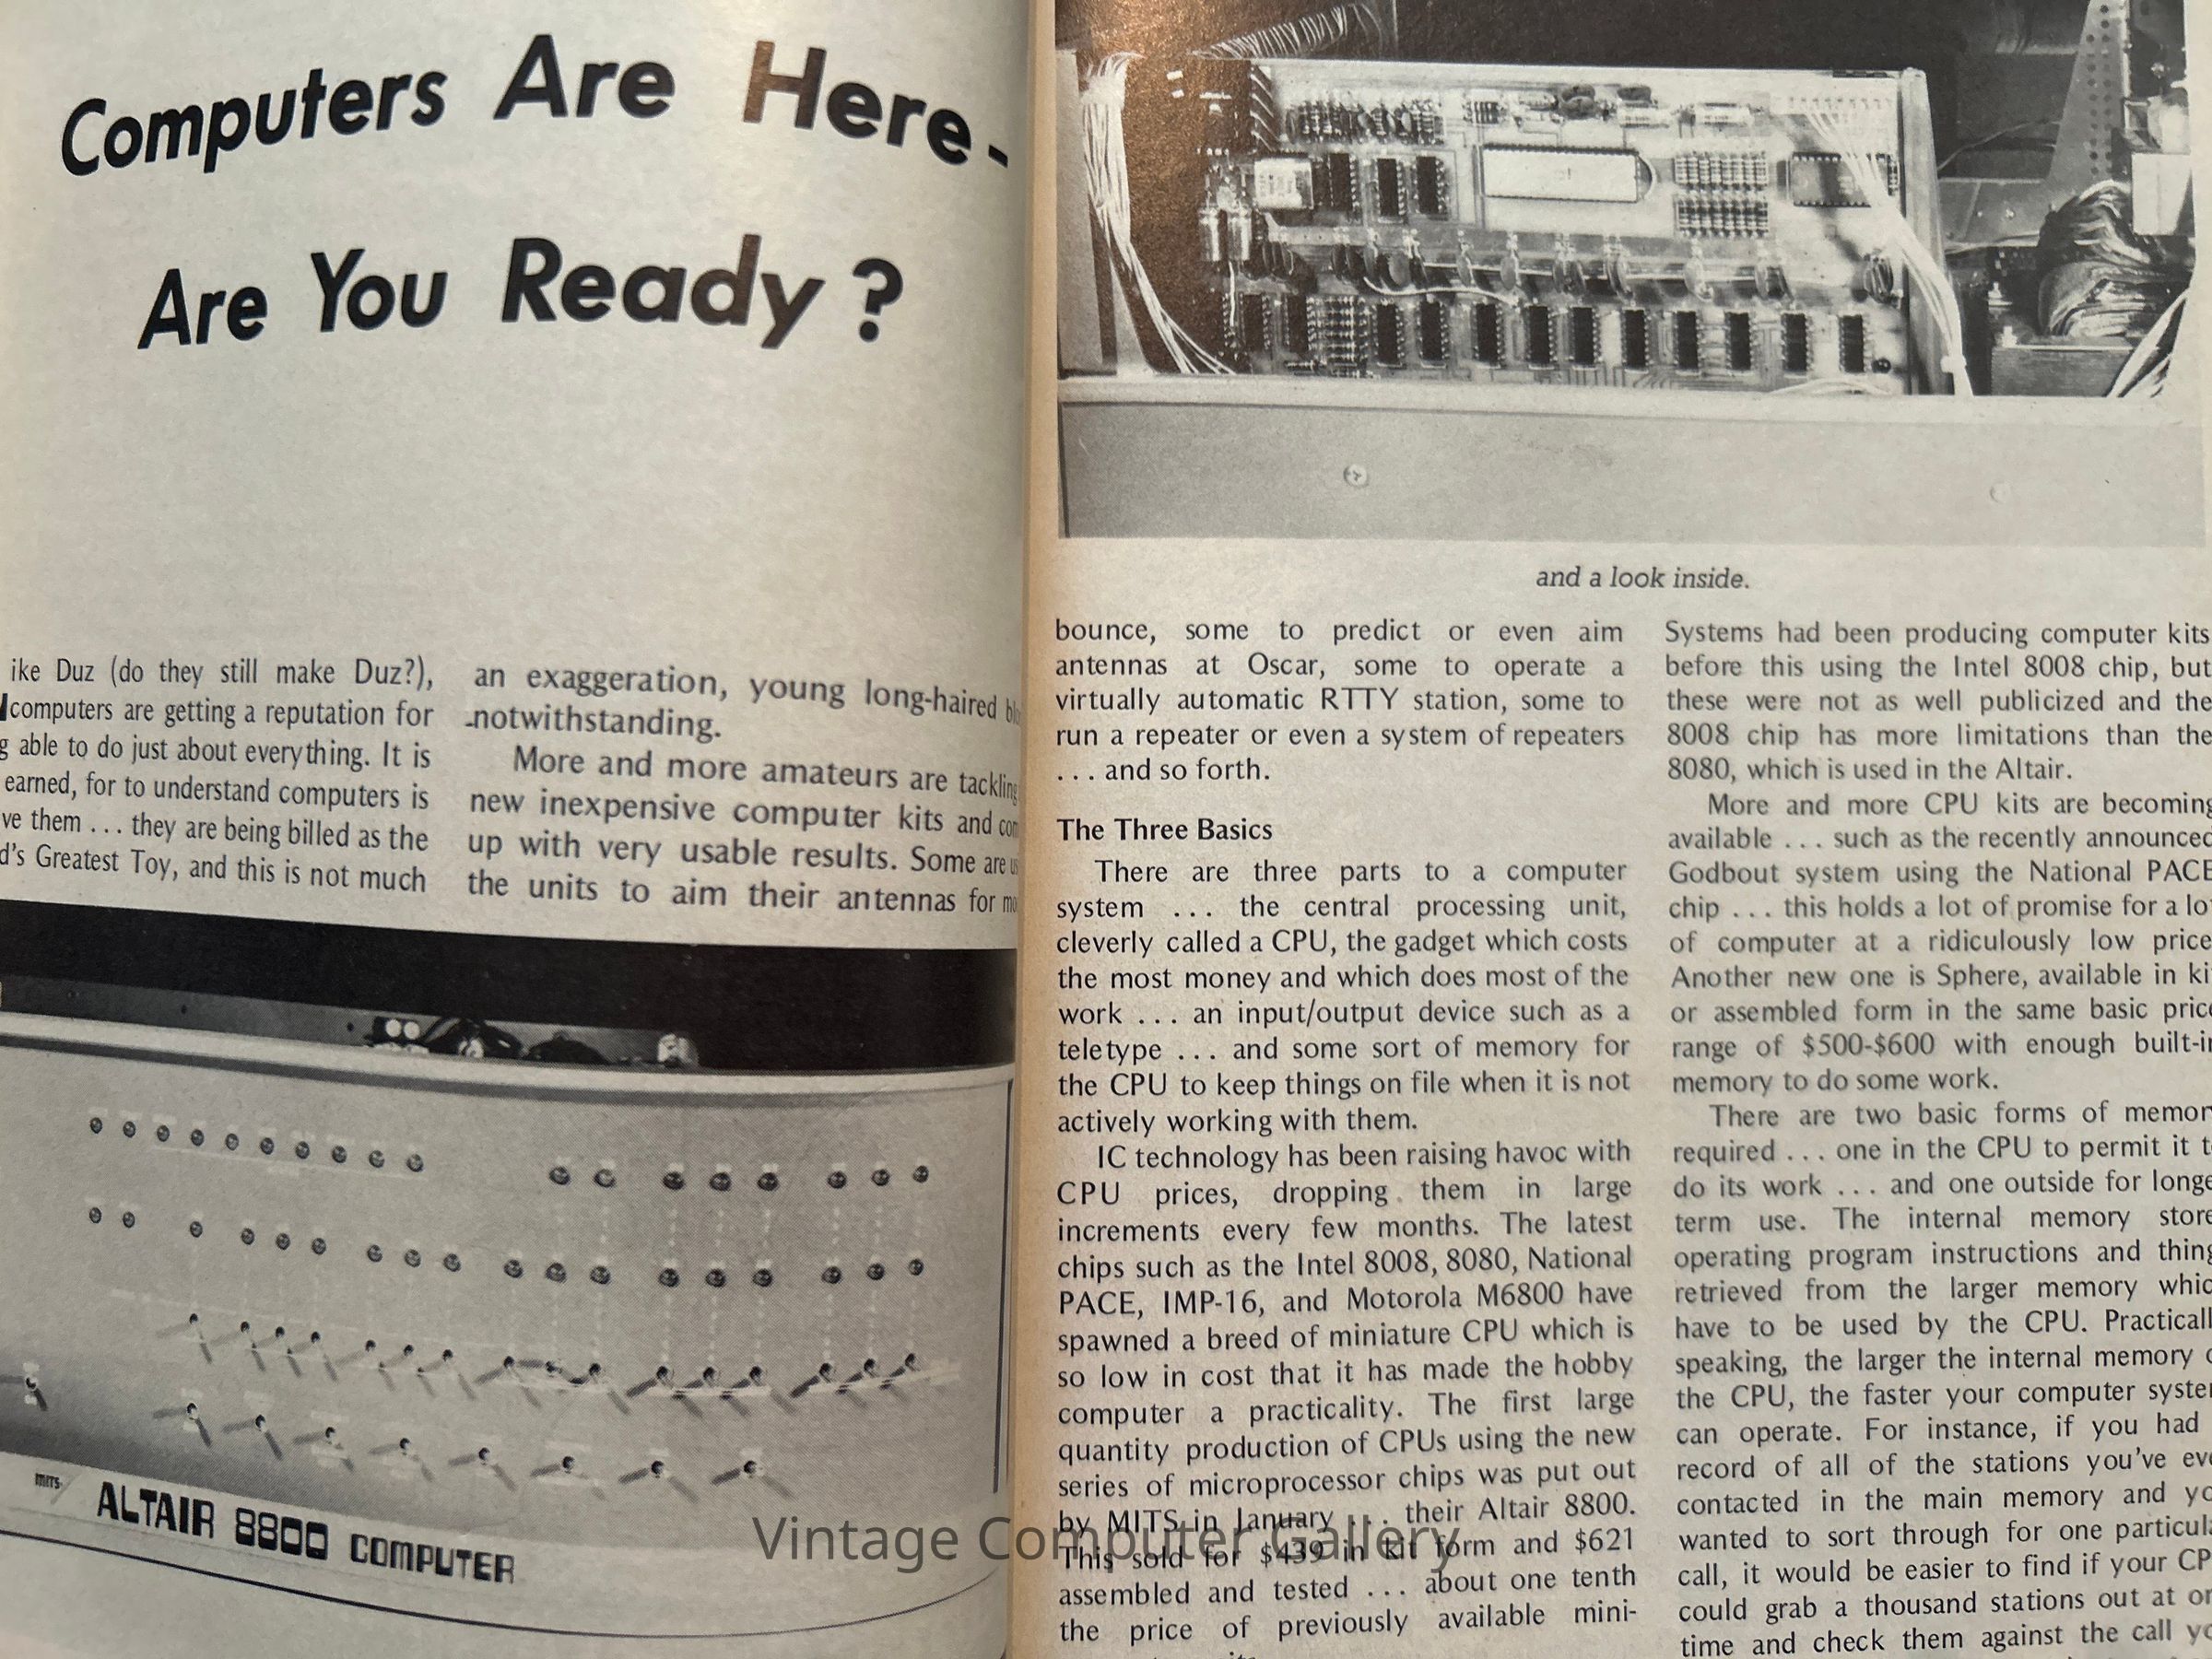 Computers Are Here-
Are You Ready?
ike Duz (do they still make Duz?),
computers are getting a reputation for
g able to do just about everything. It is
earned, for to understand computers is
ve them ... they are being billed as the
d's Greatest Toy, and this is not much
an exaggeration, young long-haired
notwithstanding.
More and more amateurs are tackling
new inexpensive computer kits and
up with very usable results. Some are
the units to aim their antennas for
MITS
ALTAIR 8800 COMPUTER
and a look inside.
bounce, some to predict or even aim
antennas at Oscar, some to operate a
virtually automatic RTTY station, some to
run a repeater or even a system of repeaters
... and so forth.
The Three Basics
There are three parts to a computer
system ... the central processing unit,
cleverly called a CPU, the gadget which costs
the most money and which does most of the
work ... an input/output device such as a
teletype ... and some sort of memory for
the CPU to keep things on file when it is not
actively working with them.
IC technology has been raising havoc with
CPU prices, dropping them in large
increments every few months. The latest
chips such as the Intel 8008, 8080, National
PACE, IMP-16, and Motorola M6800 have
spawned a breed of miniature CPU which is
so low in cost that it has made the hobby
computer a practicality. The first large
quantity production of CPUs using the new
series of microprocessor chips was put out
by MITS in January ... their Altair 8800.
This sold for $439 in kit form and $621
assembled and tested ... about one tenth
the price of previously available mini-
Systems had been producing computer kits
before this using the Intel 8008 chip, but
these were not as well publicized and the
8008 chip has more limitations than the
8080, which is used in the Altair.
More and more CPU kits are becoming
available ... such as the recently announced
Godbout system using the National PACE
chip ... this holds a lot of promise for a lot
of computer at a ridiculously low price.
Another new one is Sphere, available in ki
or assembled form in the same basic price
range of $500-$600 with enough built-in
memory to do some work.
There are two basic forms of memor
required ... one in the CPU to permit it t
do its work ... and one outside for longe
term use. The internal memory store
operating program instructions and thing
retrieved from the larger memory whic
have to be used by the CPU. Practicall
speaking, the larger the internal memory o
the CPU, the faster your computer syste
can operate. For instance, if you had
record of all of the stations you've eve
contacted in the main memory and yo
wanted to sort through for one particula
call, it would be easier to find if your CP
could grab a thousand stations out at on
time and check them against the call yo
Vintage Computer Gallery